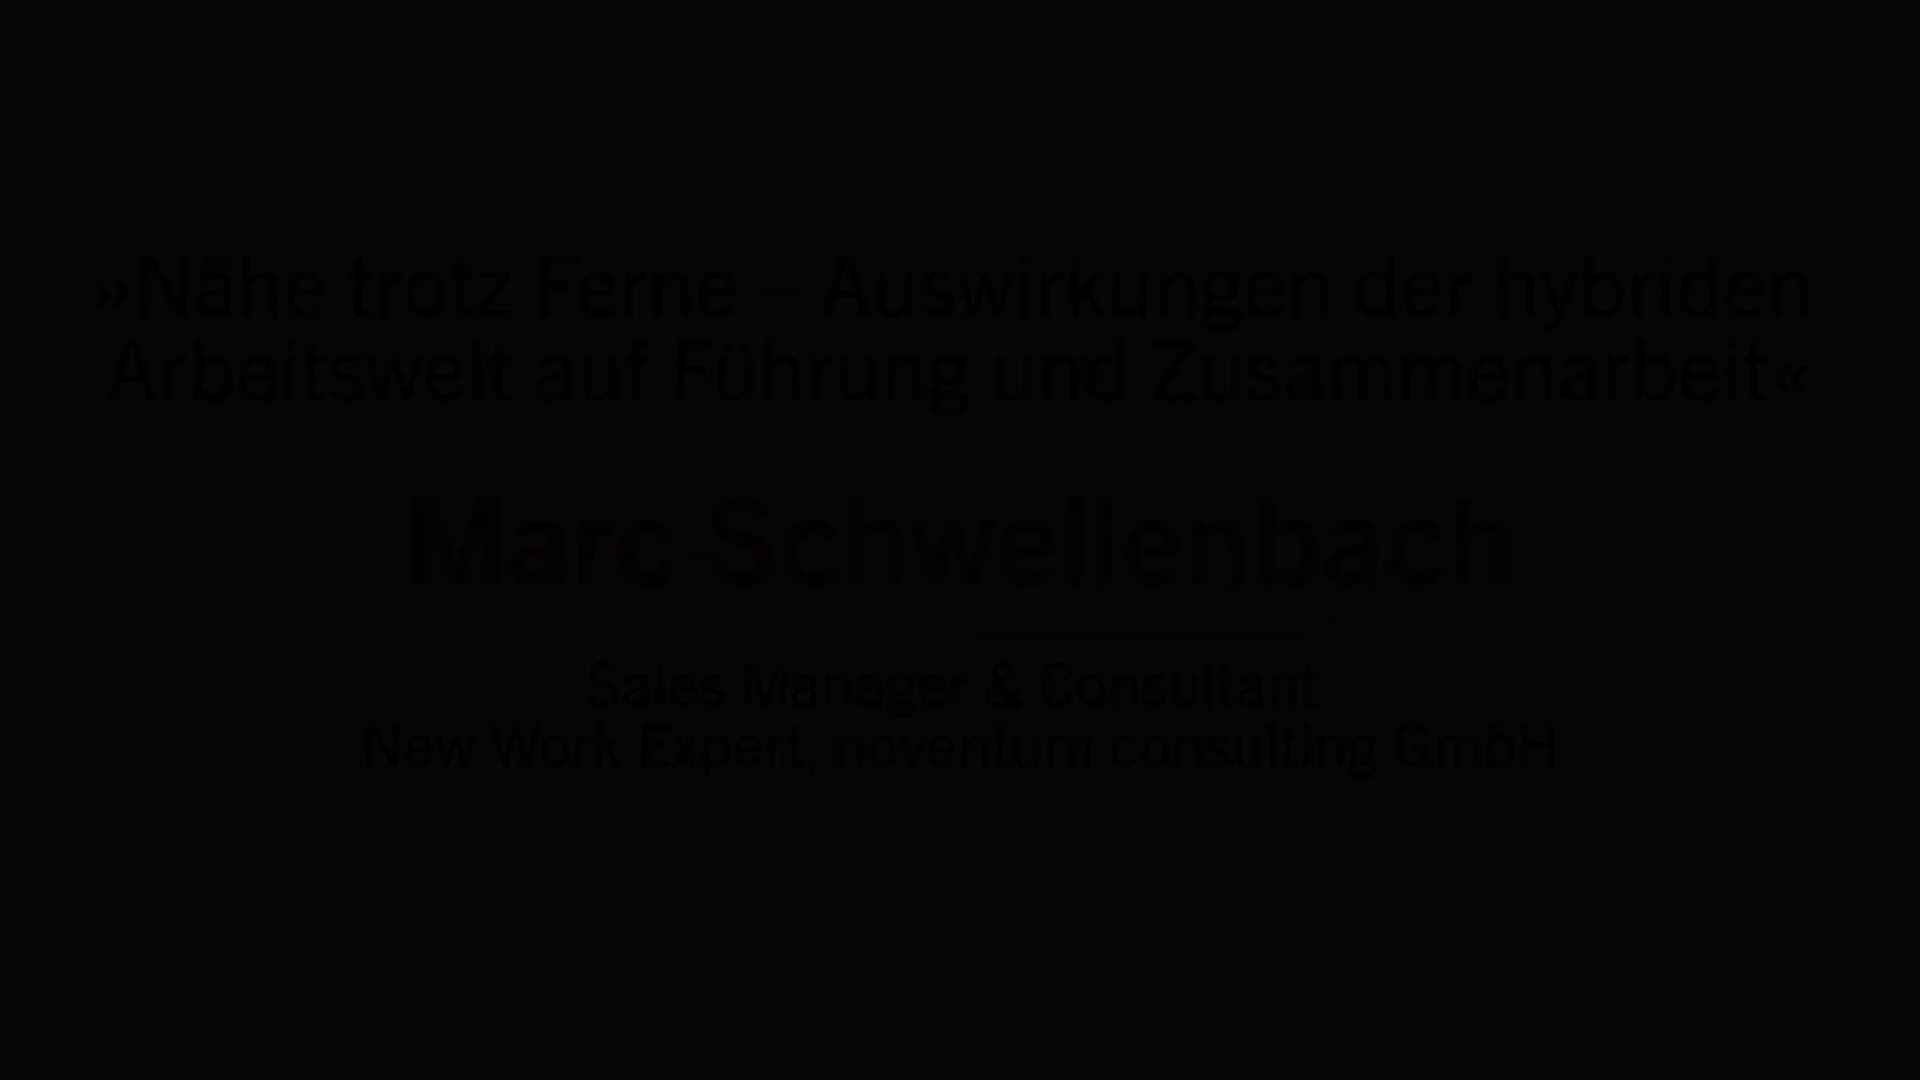 »Nähe trotz Ferne – Auswirkungen der hybriden
Arbeitswelt auf Führung und Zusammenarbeit«
Marc Schwellenbach
Sales Manager & Consultant
New Work Expert, noventum consulting GmbH